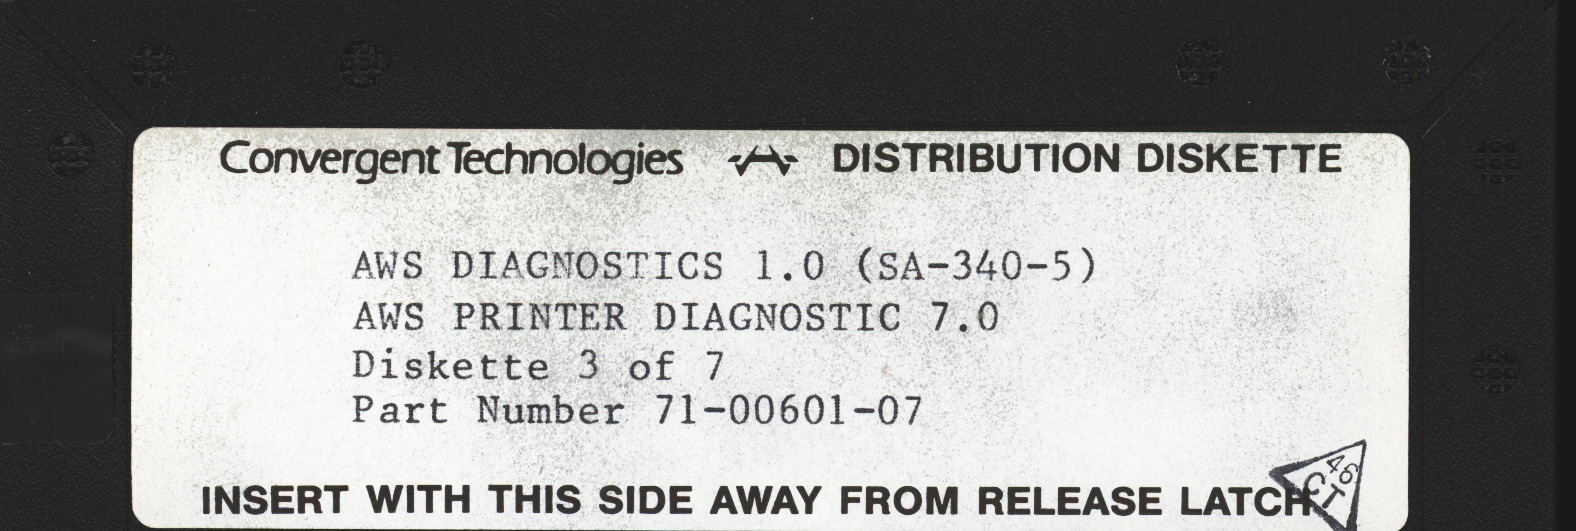 Convergent Technologies DISTRIBUTION DISKETTE
AWS DIAGNOSTICS 1.0 (SA-340-5)
AWS PRINTER DIAGNOSTIC 7.0
Diskette 3 of 7
Part Number 71-00601-07
INSERT WITH THIS SIDE AWAY FROM RELEASE LATCH
46
CT